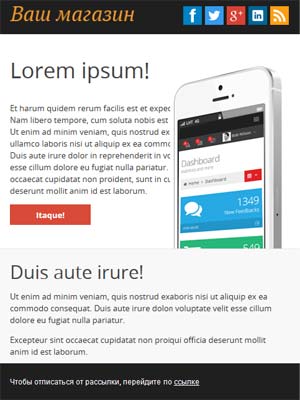 Ваш магазин
Lorem ipsum!
Et harum quidem rerum facilis est et exped
Nam libero tempore, cum soluta nobis est
Ut enim ad minim veniam, quis nostrud ex
ullamco laboris nisi ut aliquip ex ea commo
Duis aute irure dolor in reprehenderit in vo
esse cillum dolore eu fugiat nulla pariatur.
occaecat cupidatat non proident, sunt in cu
deserunt mollit anim id est laborum.
Itaque!
LIFE 4G
Dashboard
Home > Dashboard
1349
New Feedbacks
Duis aute irure!
Ut enim ad minim veniam, quis nostrud exaboris nisi ut aliquip ex ea
commodo consequat. Duis aute irure dolor voluptate velit esse cillum
dolore eu fugiat nulla pariatur.
Excepteur sint occaecat cupidatat non proiqui officia deserunt mollit
anim id est laborum.
Чтобы отписаться от рассылки, перейдите по ссылке